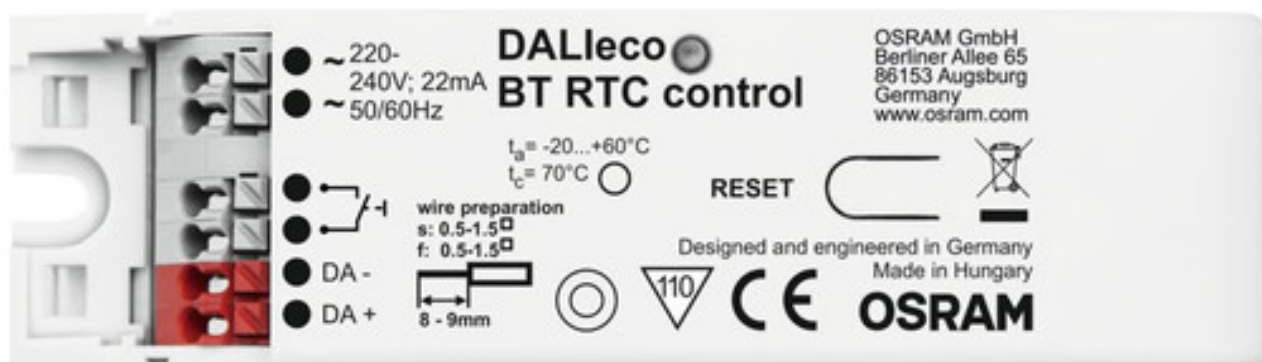 ~ 220-
240V; 22mA
~ 50/60Hz
DALIeco
BT RTC control
OSRAM GmbH
Berliner Allee 65
86153 Augsburg
Germany
www.osram.com
ta= -20...+60°C
tc= 70°C
RESET
wire preparation
s: 0.5-1.5
f: 0.5-1.5
8 - 9mm
DA -
DA +
110
CE
Designed and engineered in Germany
Made in Hungary
OSRAM